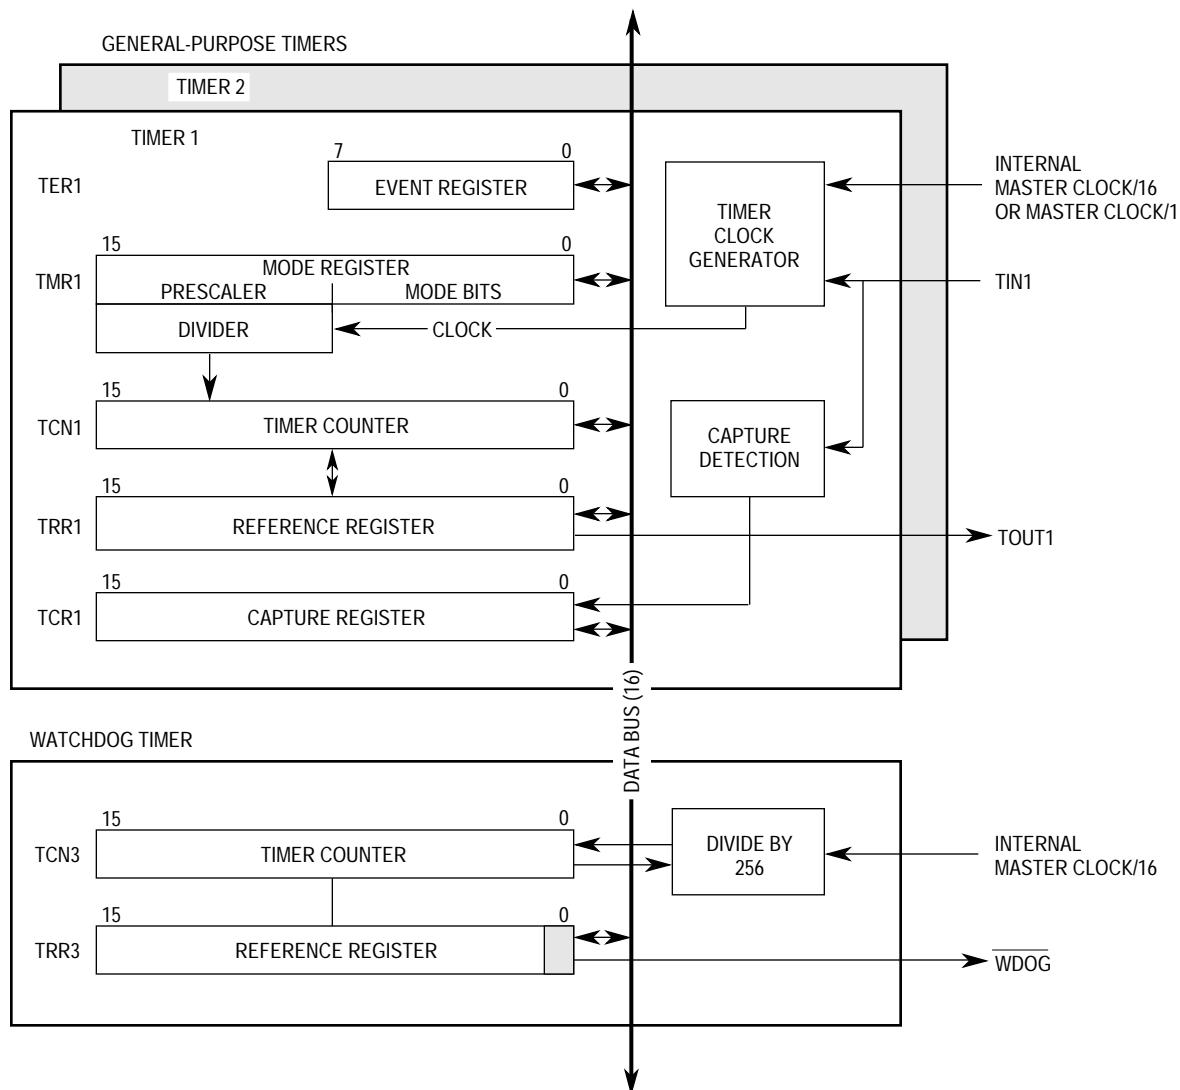 GENERAL-PURPOSE TIMERS
TIMER 2
TIMER 1
7 0
TER1
EVENT REGISTER
TIMER
CLOCK
GENERATOR
INTERNAL
MASTER CLOCK/16
OR MASTER CLOCK/1
15 0
TMR1
MODE REGISTER
PRESCALER
MODE BITS
TIN1
DIVIDER
CLOCK
15 0
TCN1
TIMER COUNTER
CAPTURE
DETECTION
15 0
TRR1
REFERENCE REGISTER
TOUT1
15 0
TCR1
CAPTURE REGISTER
DATA BUS (16)
WATCHDOG TIMER
15 0
TCN3
TIMER COUNTER
DIVIDE BY
256
INTERNAL
MASTER CLOCK/16
15 0
TRR3
REFERENCE REGISTER
WDOG